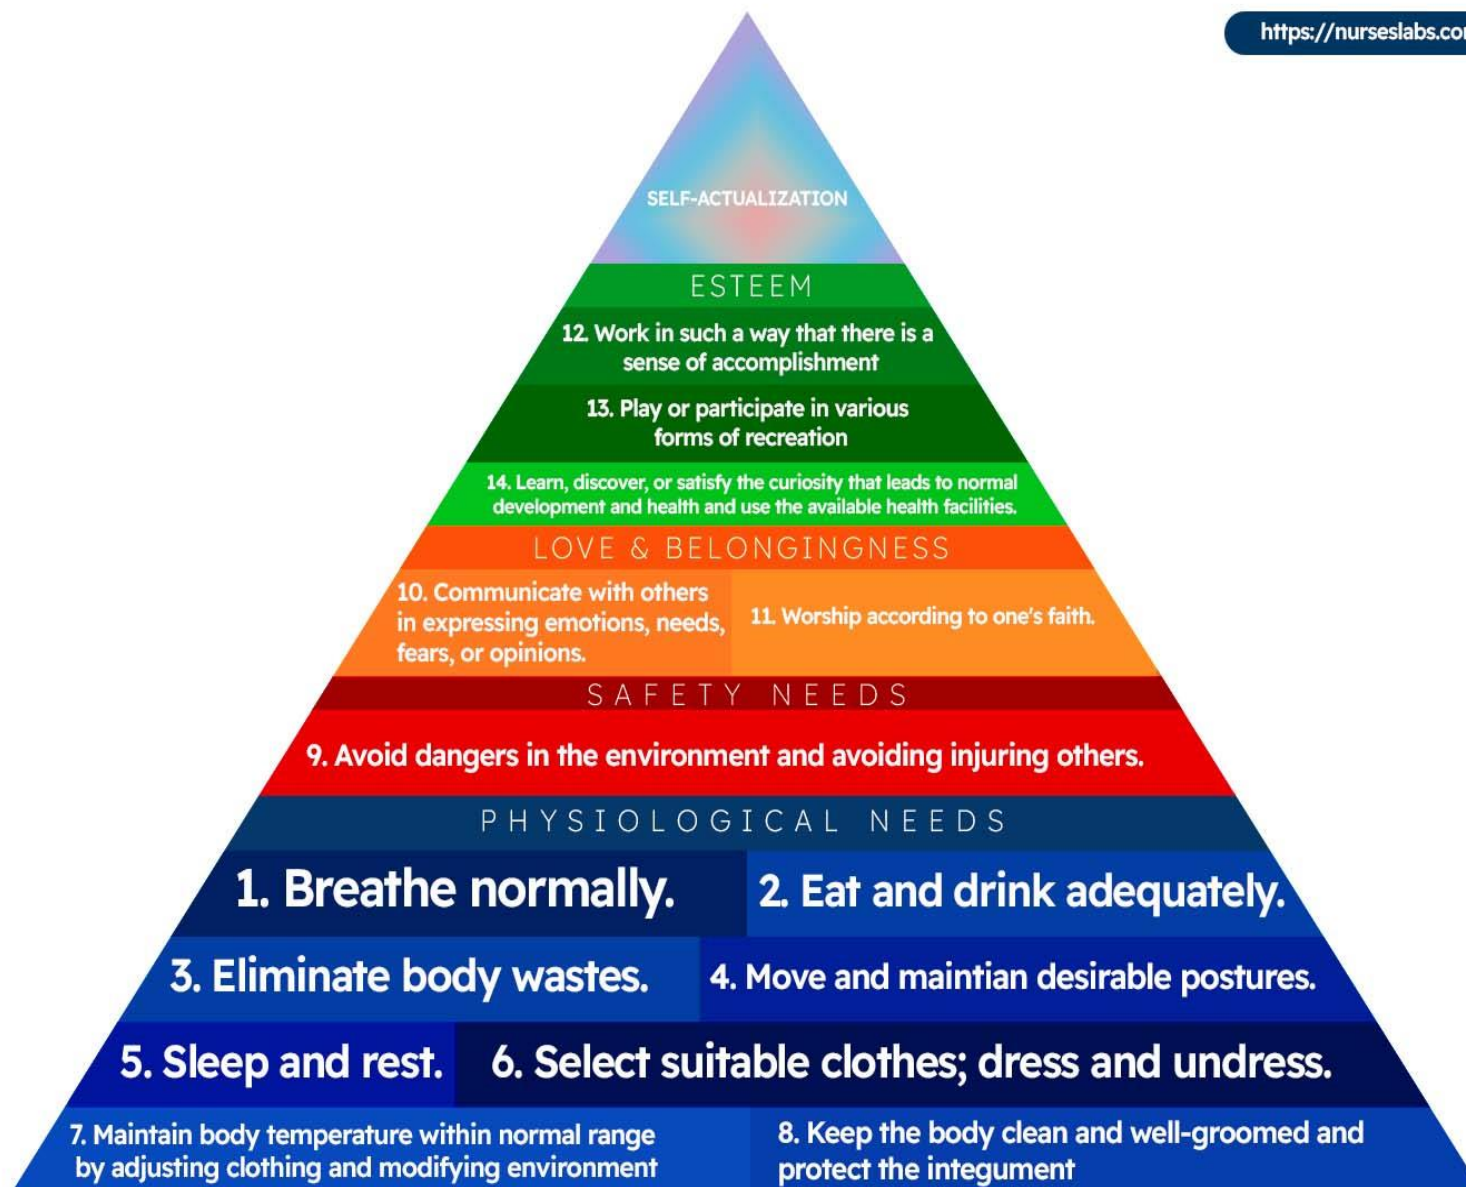 https://nurseslabs.co
SELF-ACTUALIZATION
ESTEEM
12. Work in such a way that there is a
sense of accomplishment
13. Play or participate in various
forms of recreation
14. Learn, discover, or satisfy the curiosity that leads to normal
development and health and use the available health facilities.
LOVE & BELONGINGNESS
10. Communicate with others
in expressing emotions, needs,
fears, or opinions.
11. Worship according to one's faith.
SAFETY NEEDS
9. Avoid dangers in the environment and avoiding injuring others.
PHYSIOLOGICAL NEEDS
1. Breathe normally.
2. Eat and drink adequately.
3. Eliminate body wastes.
4. Move and maintian desirable postures.
5. Sleep and rest.
6. Select suitable clothes; dress and undress.
7. Maintain body temperature within normal range
by adjusting clothing and modifying environment
8. Keep the body clean and well-groomed and
protect the integument